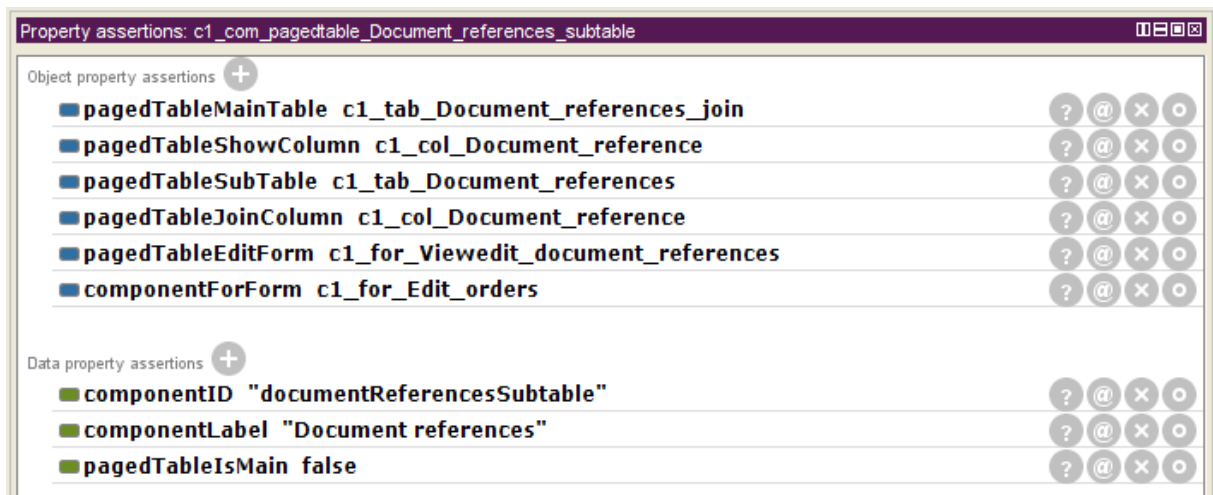 Property assertions: c1_com_pagedtable_Document_references_subtable
Object property assertions
pagedTableMainTable c1_tab_Document_references_join
pagedTableShowColumn c1_col_Document_reference
pagedTableSubTable c1_tab_Document_references
pagedTableJoinColumn c1_col_Document_reference
pagedTableEditForm c1_for_Viewedit_document_references
componentForForm c1_for_Edit_orders
Data property assertions
componentID "documentReferencesSubtable"
componentLabel "Document references"
pagedTableIsMain false